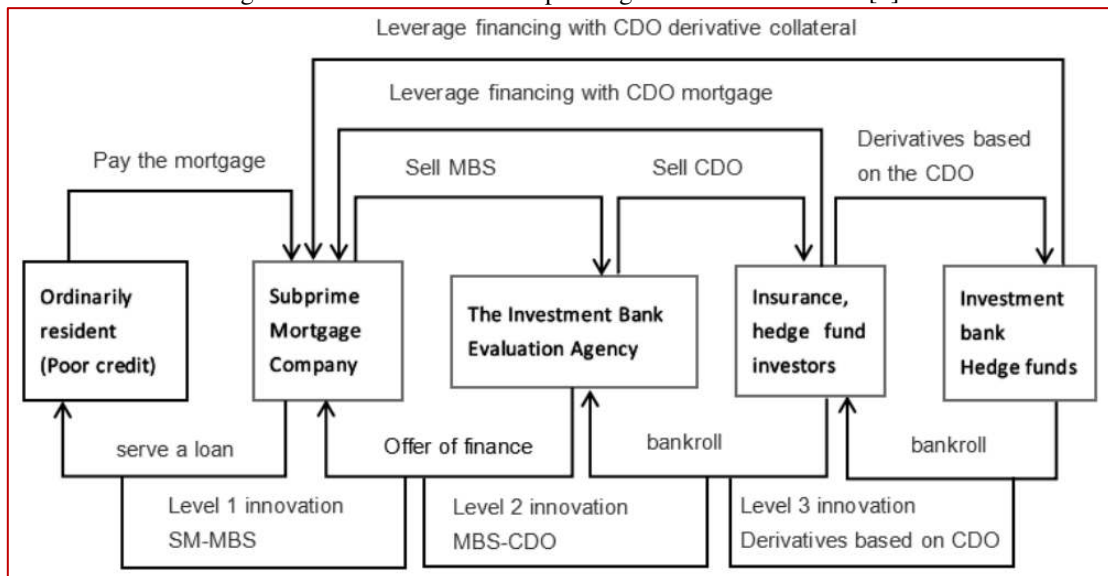 Leverage financing with CDO derivative collateral
Leverage financing with CDO mortgage
Pay the mortgage
Sell MBS
Sell CDO
Derivatives based
on the CDO
Ordinarily
resident
(Poor credit)
Subprime
Mortgage
Company
The Investment Bank
Evaluation Agency
Insurance,
hedge fund
investors
Investment
bank
Hedge funds
serve a loan
Offer of finance
bankroll
bankroll
Level 1 innovation
SM-MBS
Level 2 innovation
MBS-CDO
Level 3 innovation
Derivatives based on CDO